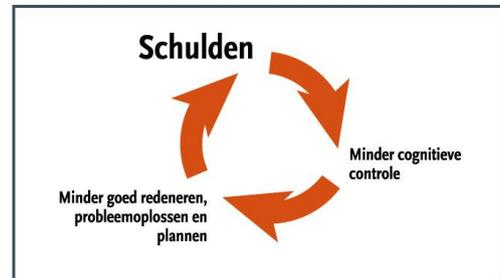 Schulden
Minder cognitieve
controle
Minder goed redeneren,
probleemoplossen en
plannen